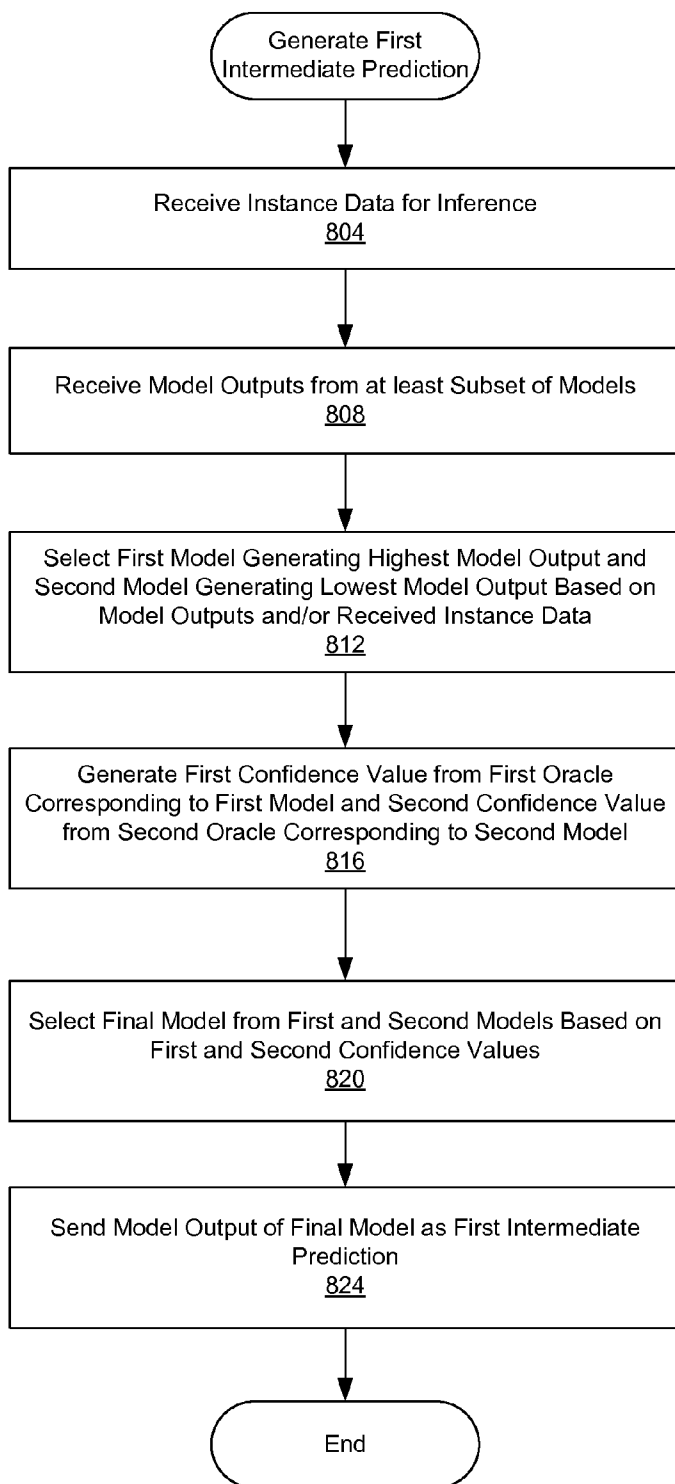 Generate First
Intermediate Prediction
Receive Instance Data for Inference
804
Receive Model Outputs from at least Subset of Models
808
Select First Model Generating Highest Model Output and
Second Model Generating Lowest Model Output Based on
Model Outputs and/or Received Instance Data
812
Generate First Confidence Value from First Oracle
Corresponding to First Model and Second Confidence Value
from Second Oracle Corresponding to Second Model
816
Select Final Model from First and Second Models Based on
First and Second Confidence Values
820
Send Model Output of Final Model as First Intermediate
Prediction
824
End